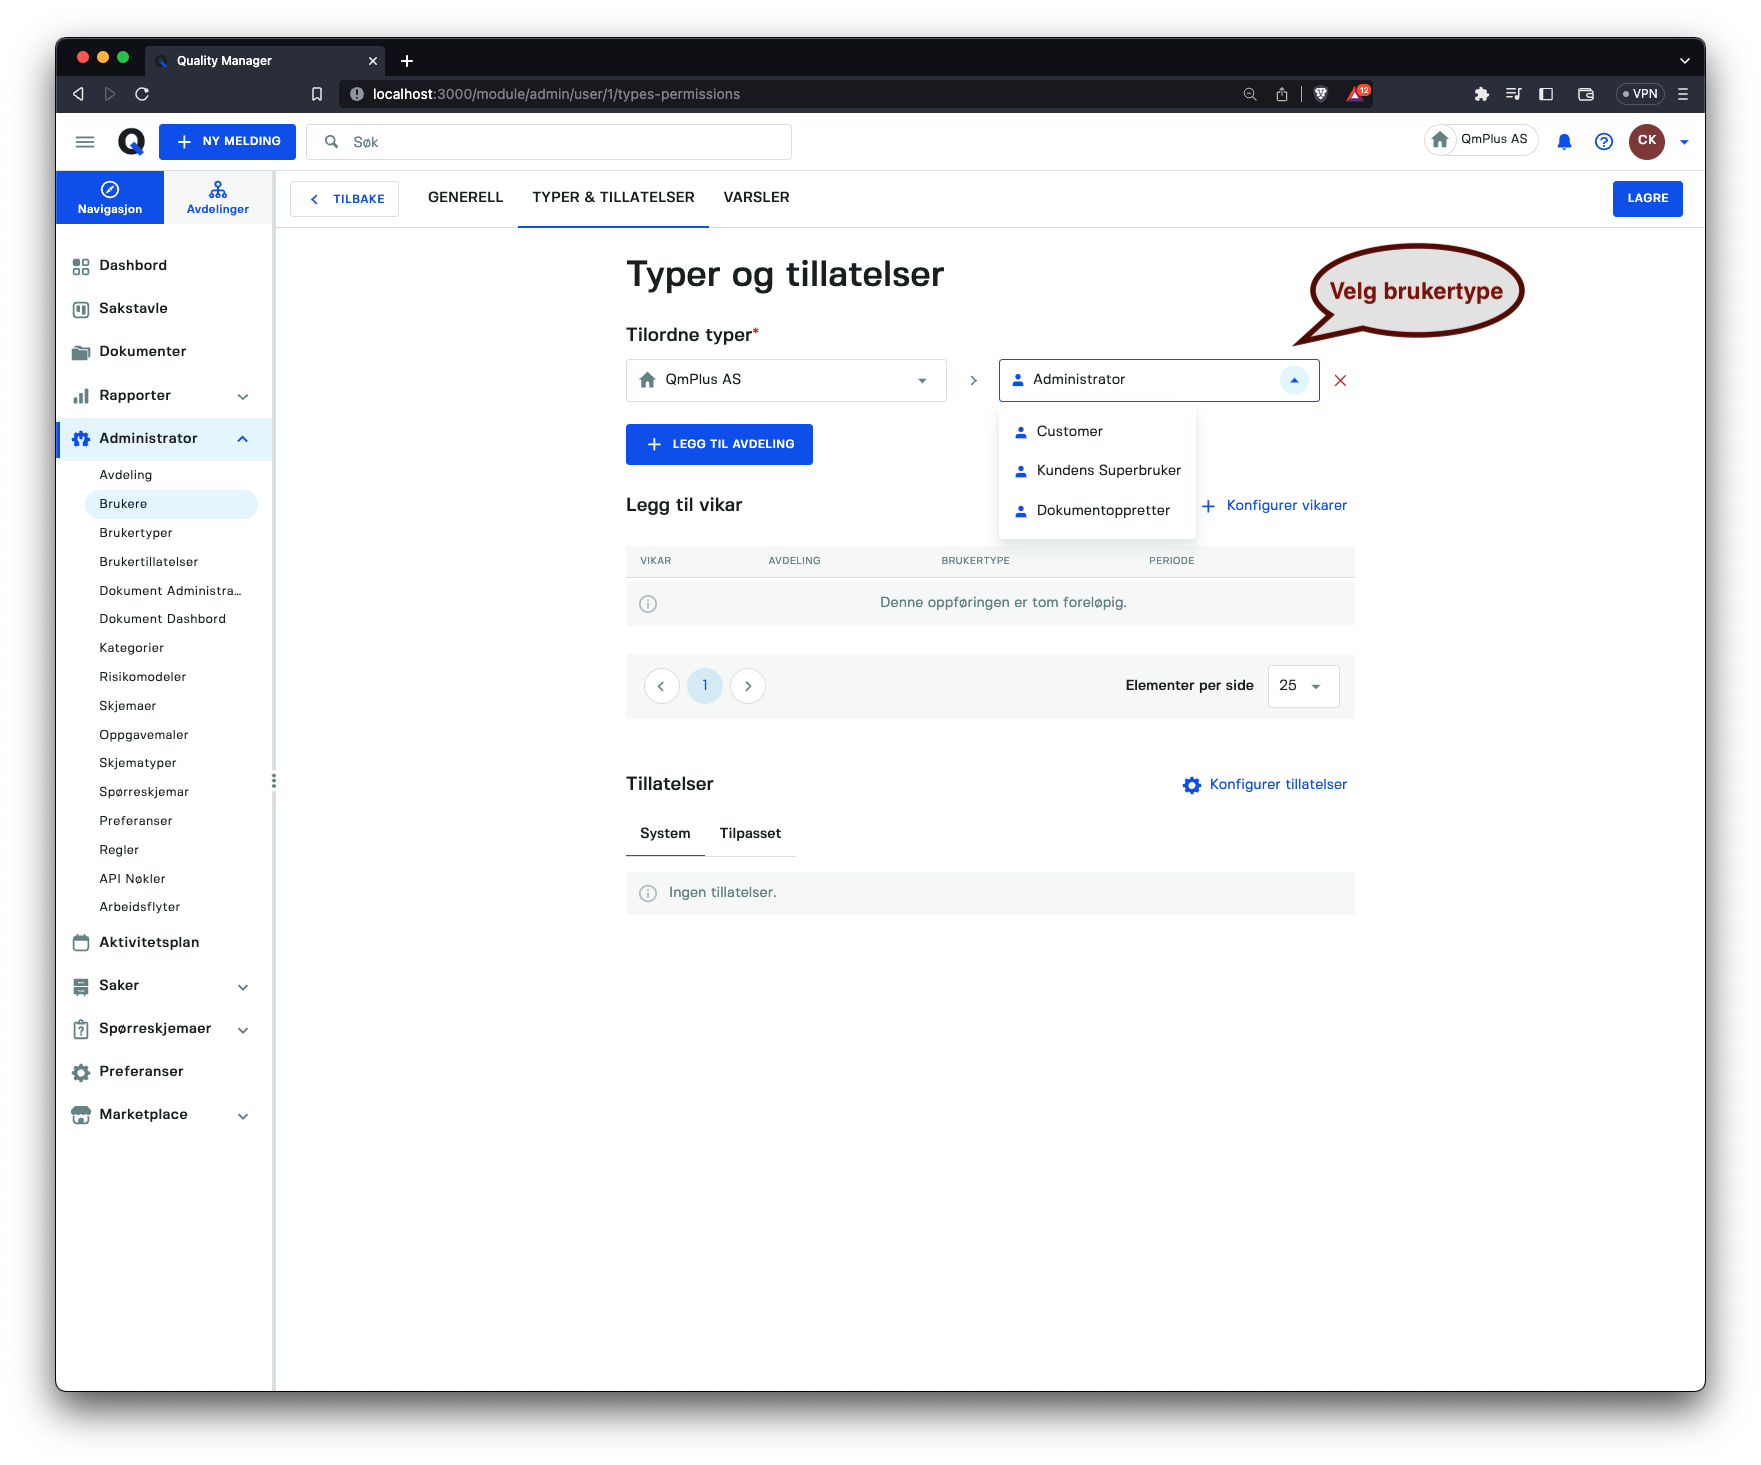 Quality Manager
localhost:3000/module/admin/user/1/types-permissions
12
VPN
NY MELDING
Søk
QmPlus AS
CK
Navigasjon
Avdelinger
TILBAKE
GENERELL
TYPER & TILLATELSER
VARSLER
LAGRE
Dashbord
Sakstavle
Dokumenter
Rapporter
Administrator
Avdeling
Brukere
Brukertyper
Brukertillatelser
Dokument Administra...
Dokument Dashbord
Kategorier
Risikomodeler
Skjemaer
Oppgavemaler
Skjematyper
Spørreskjemar
Preferanser
Regler
API Nøkler
Arbeidsflyter
Aktivitetsplan
Saker
Spørreskjemaer
Preferanser
Marketplace
Typer og tillatelser
Velg brukertype
Tilordne typer*
QmPlus AS
Administrator
Customer
Kundens Superbruker
Dokumentoppretter
LEGG TIL AVDELING
Legg til vikar
Konfigurer vikarer
VIKAR AVDELING BRUKERTYPE PERIODE
Denne oppføringen er tom foreløpig.
1
Elementer per side 25
Tillatelser
Konfigurer tillatelser
System Tilpasset
Ingen tillatelser.